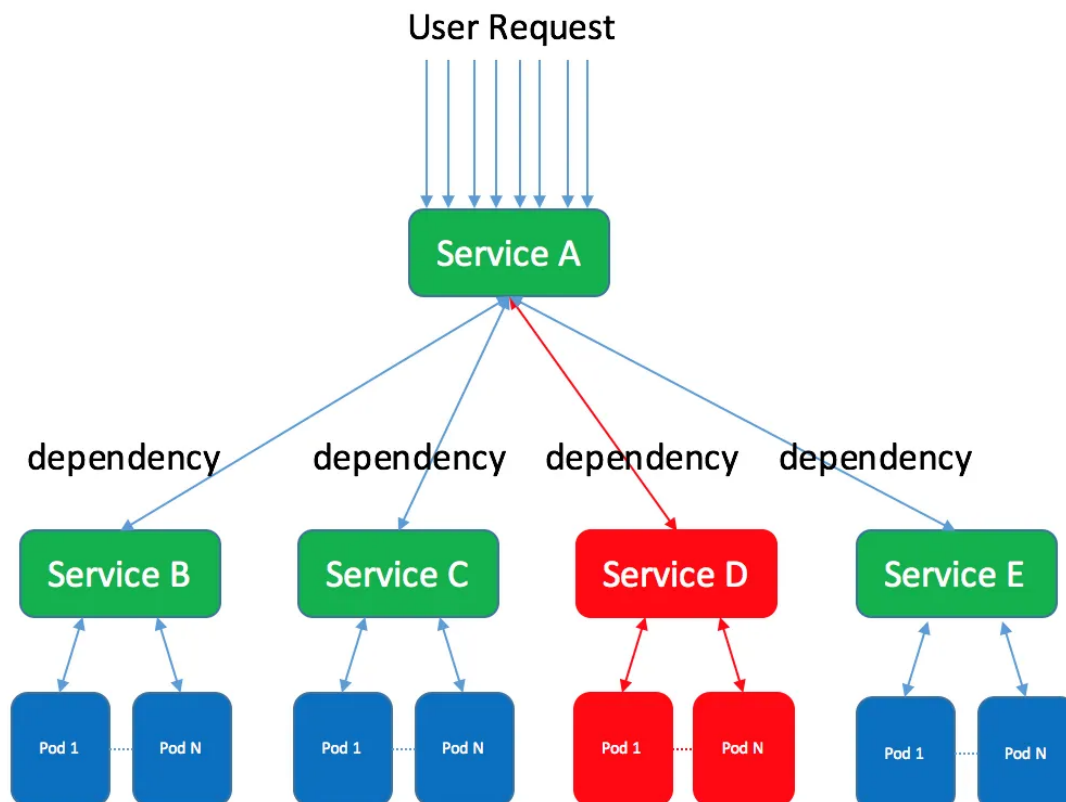 User Request
Service A
dependency
dependency
dependency
dependency
Service B
Service C
Service D
Service E
Pod 1
Pod N
Pod 1
Pod N
Pod 1
Pod N
Pod 1
Pod N